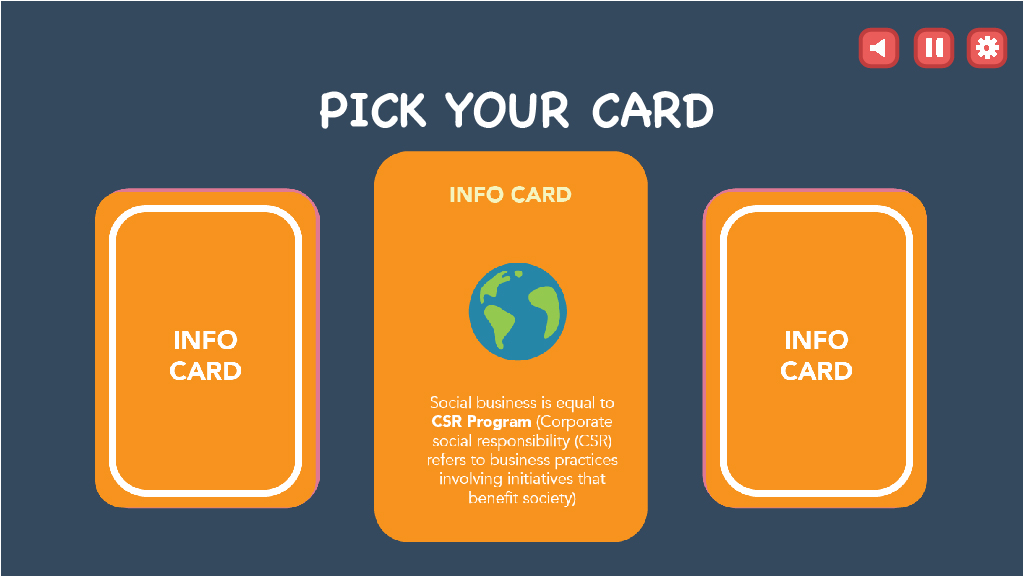 PICK YOUR CARD
INFO
CARD
INFO CARD
Social business is equal to
CSR Program (Corporate
social responsibility (CSR)
refers to business practices
involving initiatives that
benefit society)
INFO
CARD